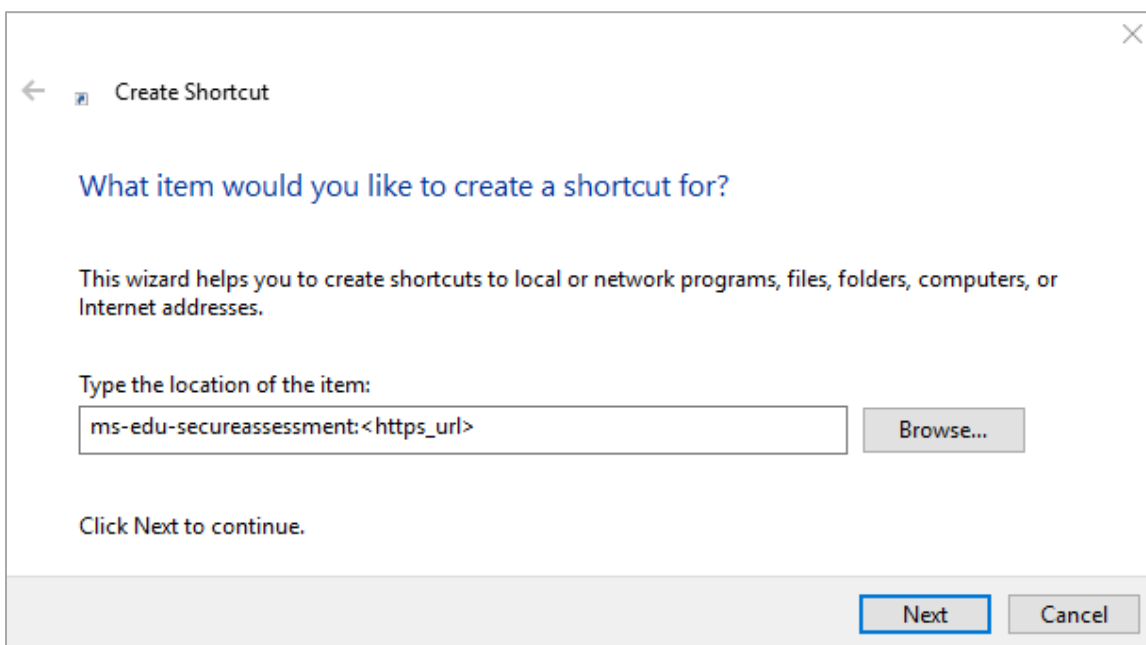 Create Shortcut
What item would you like to create a shortcut for?
This wizard helps you to create shortcuts to local or network programs, files, folders, computers, or
Internet addresses.
Type the location of the item:
ms-edu-secureassessment:<https_url>
Browse...
Click Next to continue.
Next
Cancel